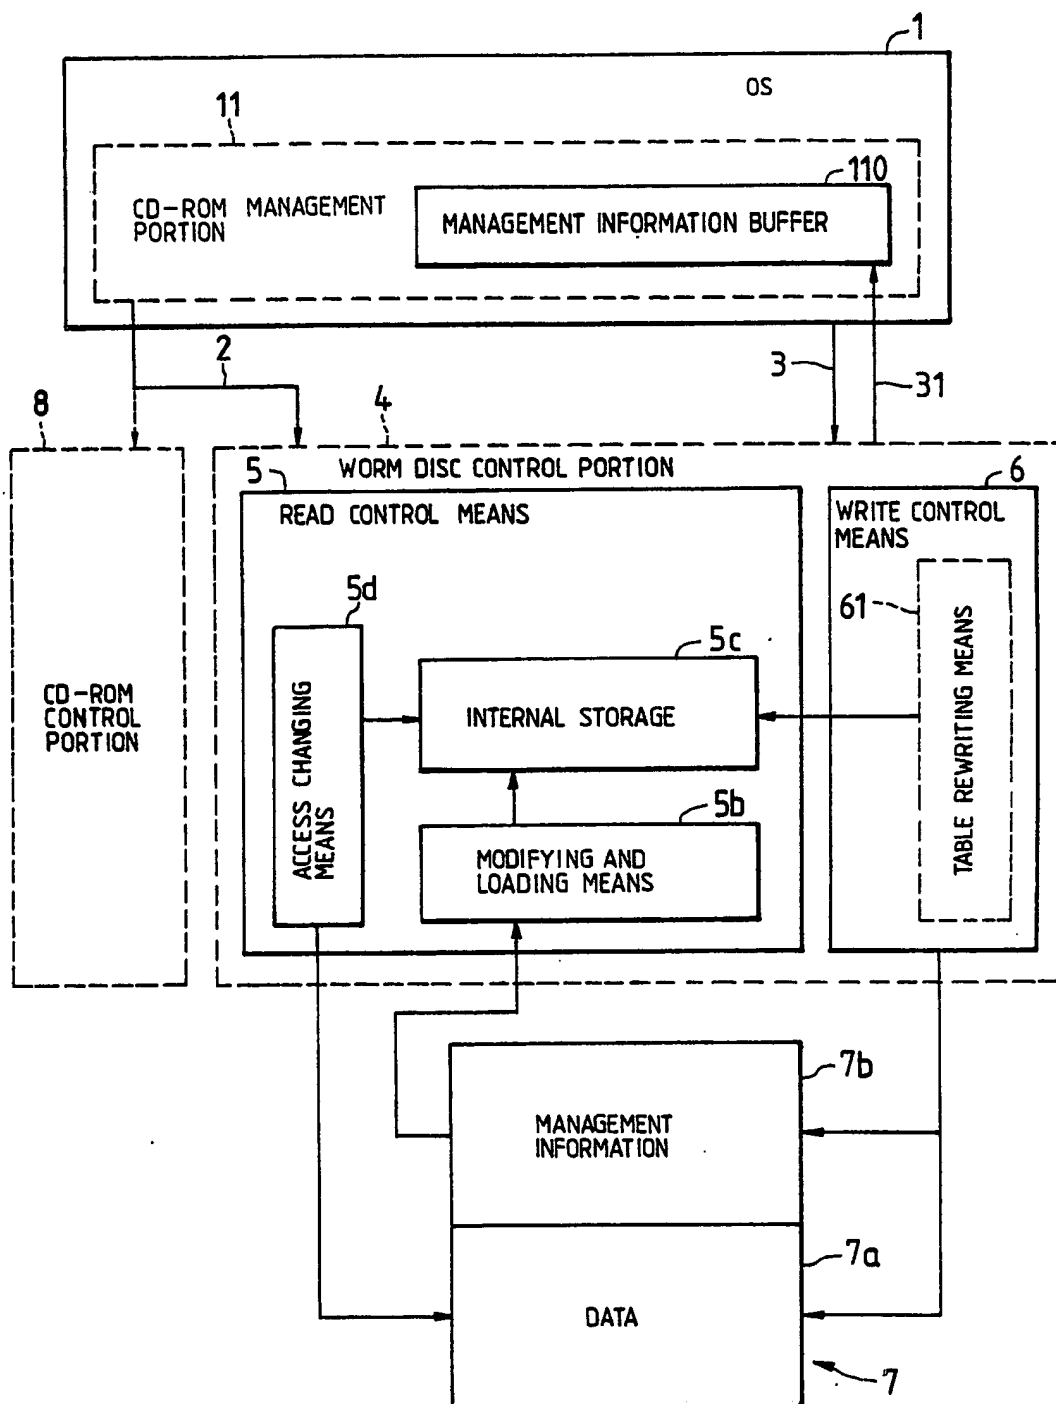 1
OS
11
110
CD-ROM MANAGEMENT
PORTION
MANAGEMENT INFORMATION BUFFER
2
3
31
8
4
WORM DISC CONTROL PORTION
5
6
READ CONTROL MEANS
WRITE CONTROL
MEANS
5d
61
5c
CD-ROM
CONTROL
PORTION
ACCESS CHANGING
MEANS
INTERNAL STORAGE
TABLE REWRITING MEANS
5b
MODIFYING AND
LOADING MEANS
7b
MANAGEMENT
INFORMATION
7a
DATA
7